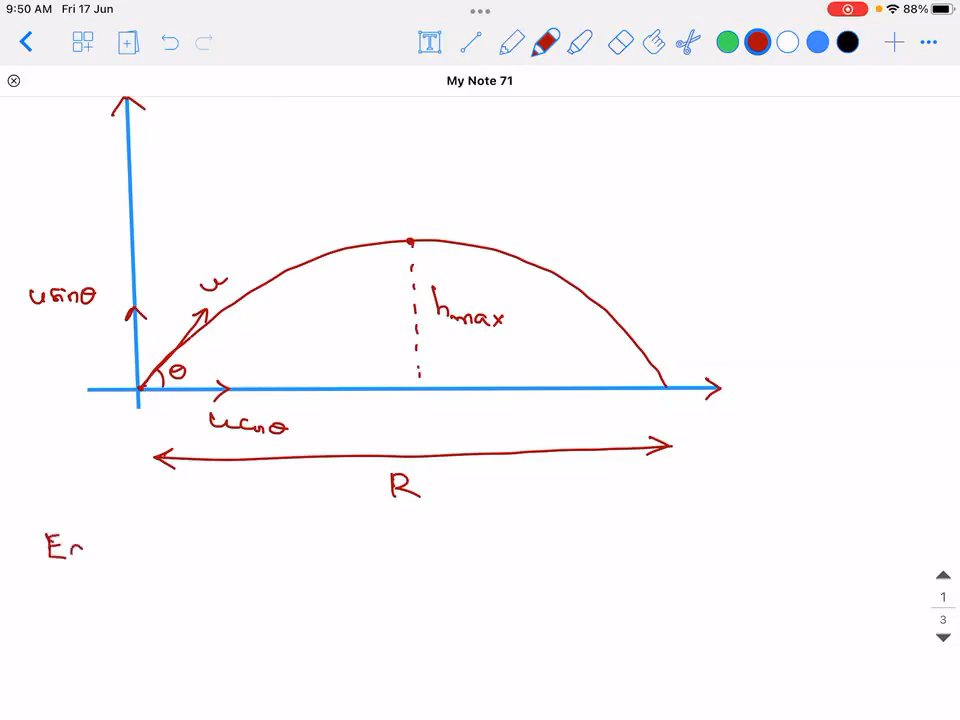 9:50 AM Fri 17 Jun
88%
T
My Note 71
u
usinθ
hmax
θ
ucosθ
R
En
1
3